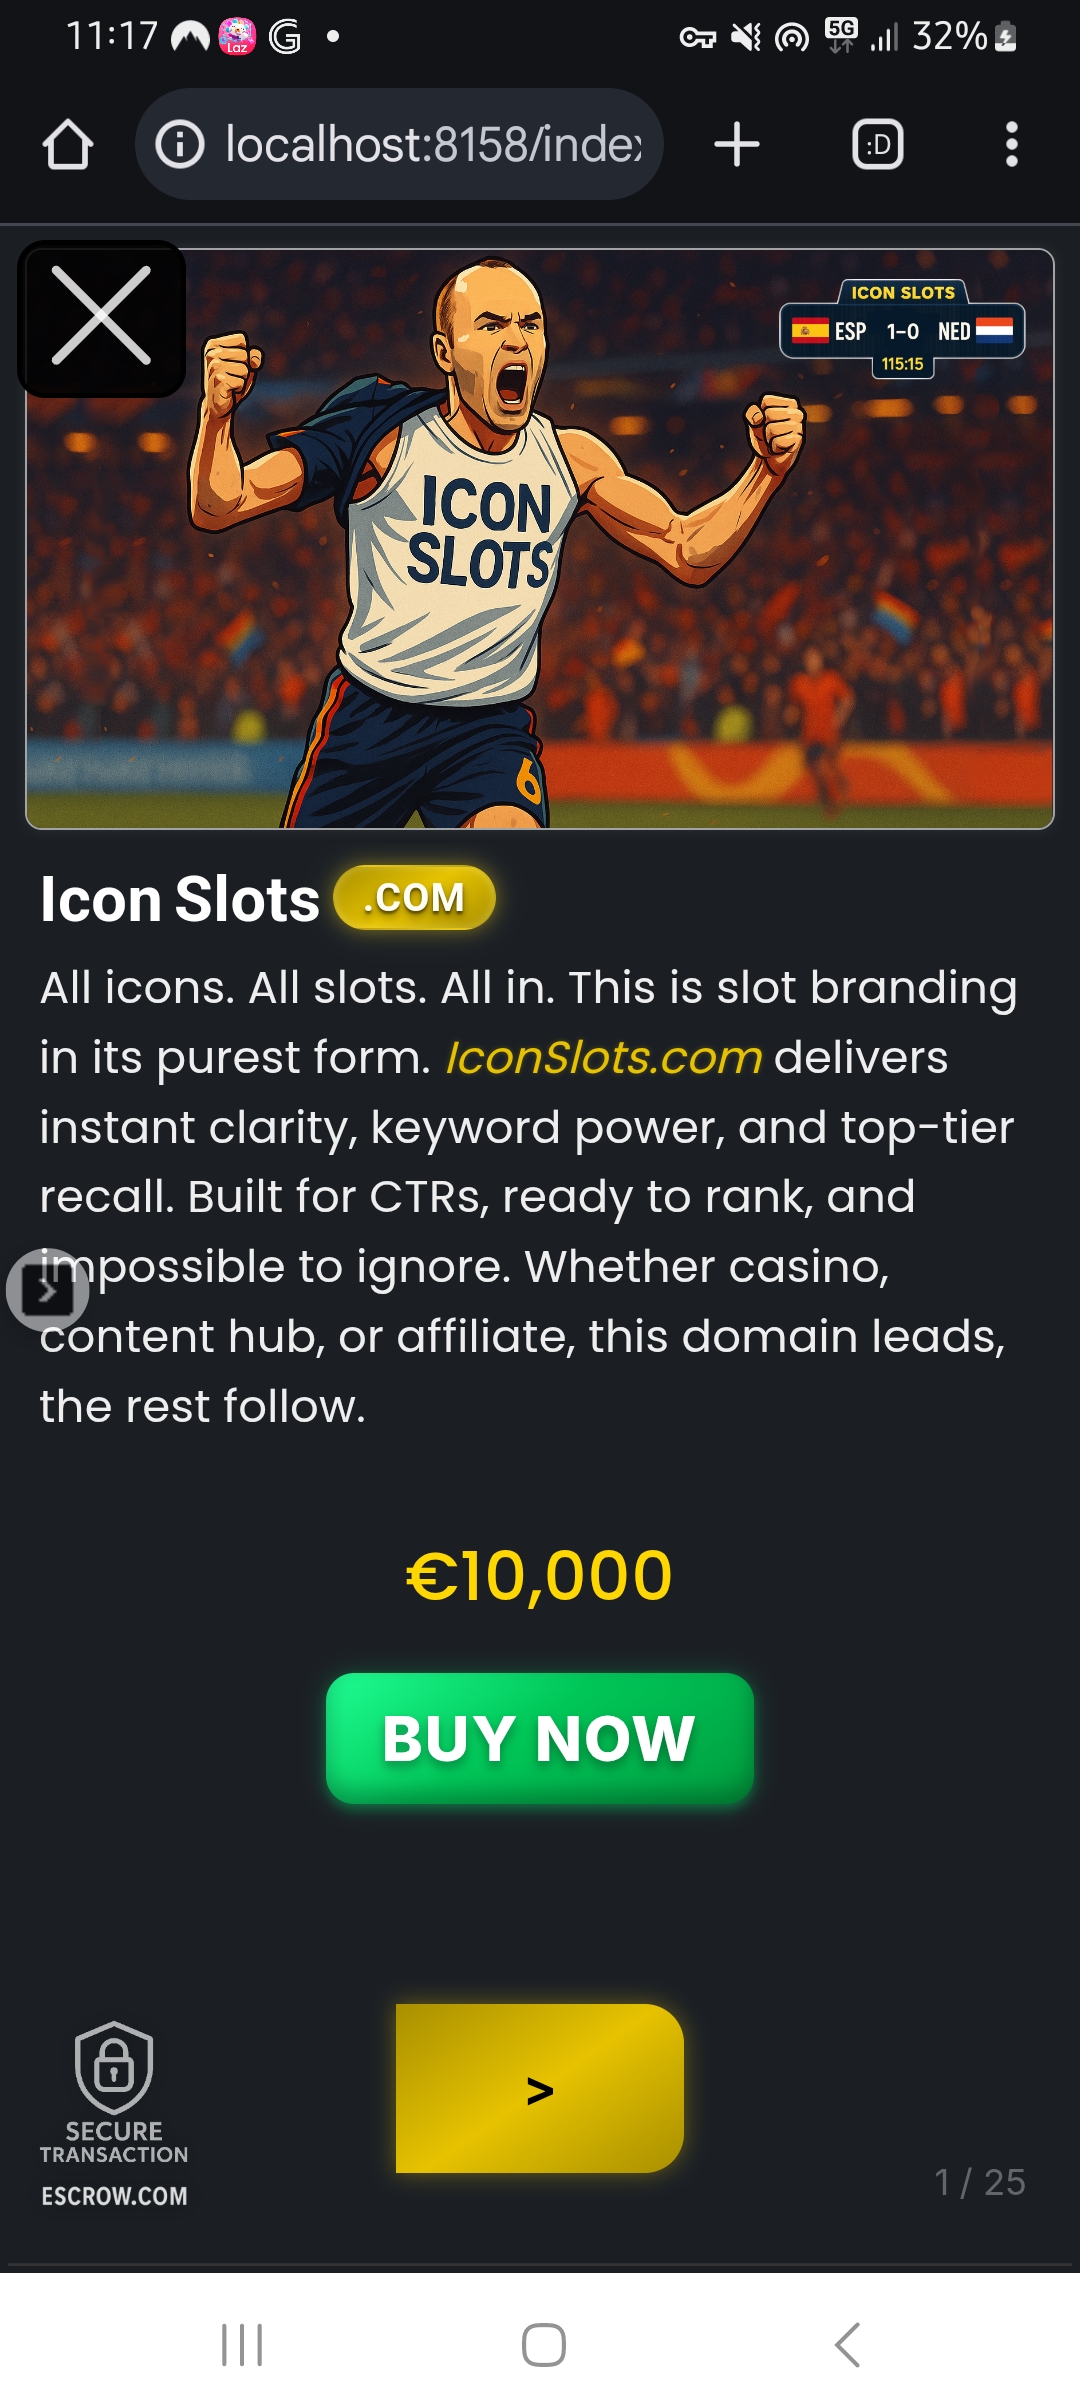 11:17
Laz
5G
32%
localhost:8158/index
:D
ICON SLOTS
ESP 1-0 NED
115:15
ICON
SLOTS
6
Icon Slots .COM
All icons. All slots. All in. This is slot branding
in its purest form. IconSlots.com delivers
instant clarity, keyword power, and top-tier
recall. Built for CTRs, ready to rank, and
impossible to ignore. Whether casino,
content hub, or affiliate, this domain leads,
the rest follow.
€10,000
BUY NOW
>
SECURE
TRANSACTION
ESCROW.COM
1 / 25